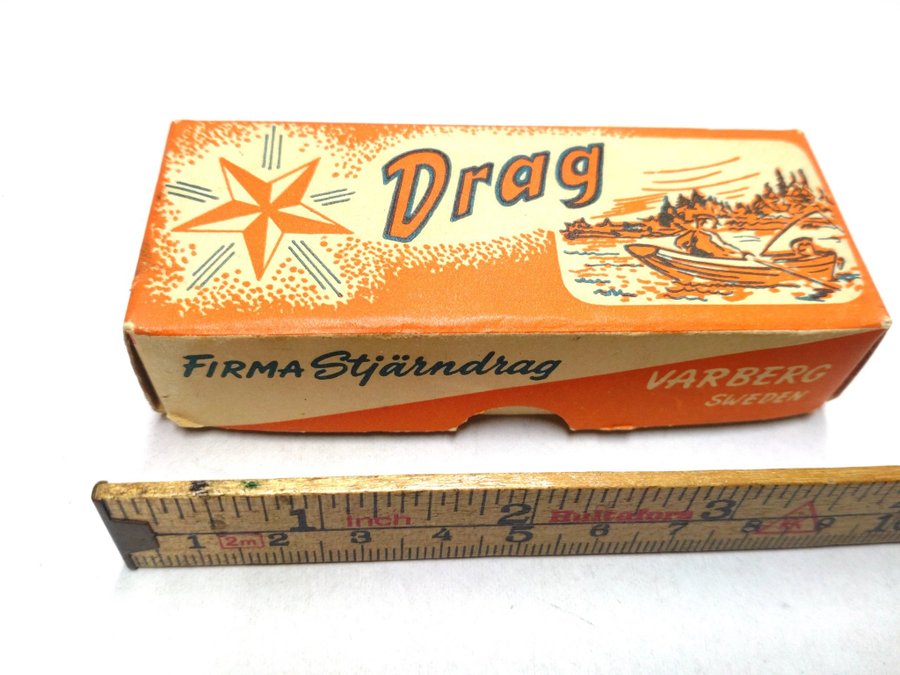 Drag
FIRMA Stjärndrag
VARBERG
SWEDEN
1 inch 2 Hultafors 3
1 2m 2 3 4 5 6 7 8 9 10